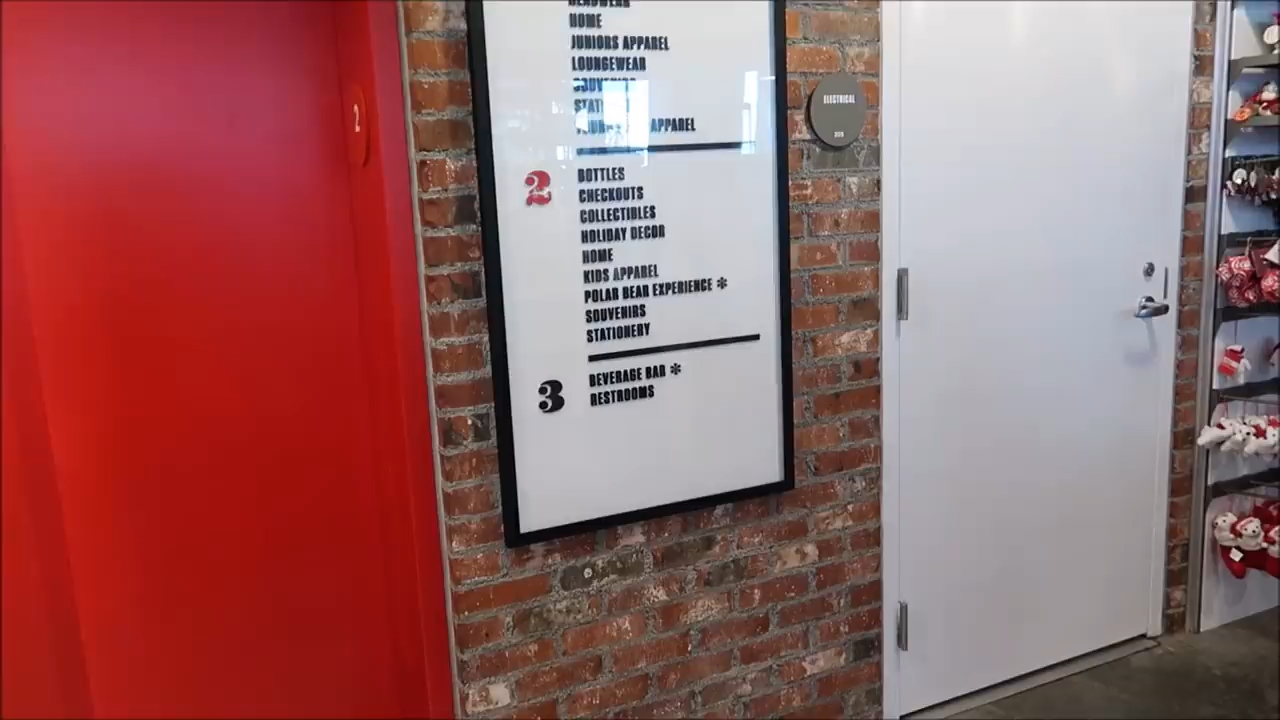 HOME
JUNIORS APPAREL
LOUNGEWEAR
SOUVENIRS
APPAREL
2
BOTTLES
CHECKOUTS
COLLECTIBLES
HOLIDAY DECOR
HOME
KIDS APPAREL
POLAR BEAR EXPERIENCE *
SOUVENIRS
STATIONERY
3
BEVERAGE BAR *
RESTROOMS
2
ELECTRICAL